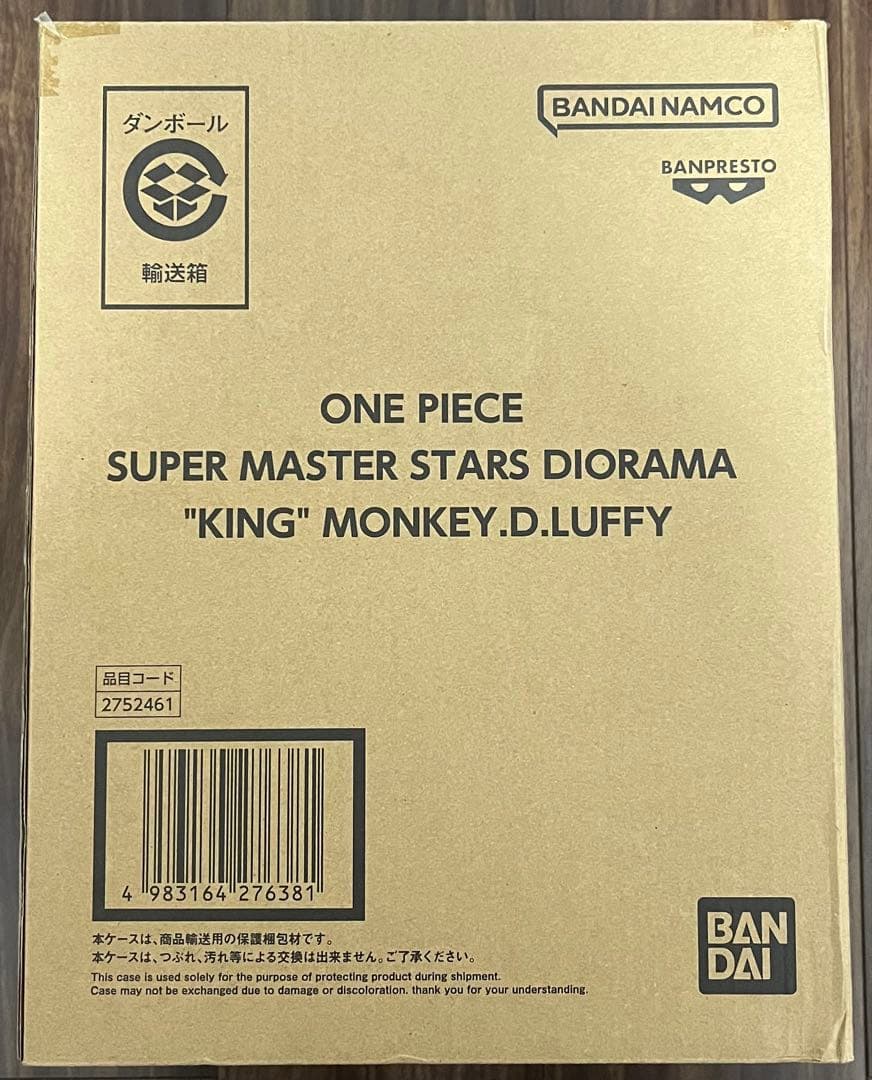 ダンボール
輸送箱
BANDAI NAMCO
BANPRESTO
ONE PIECE
SUPER MASTER STARS DIORAMA
"KING" MONKEY.D.LUFFY
品目コード
2752461
4 983164 276381
本ケースは、商品輸送用の保護梱包材です。
本ケースは、つぶれ、汚れ等による交換は出来ません。ご了承ください。
This case is used solely for the purpose of protecting product during shipment.
Case may not be exchanged due to damage or discoloration. thank you for your understanding.
BAN
DAI